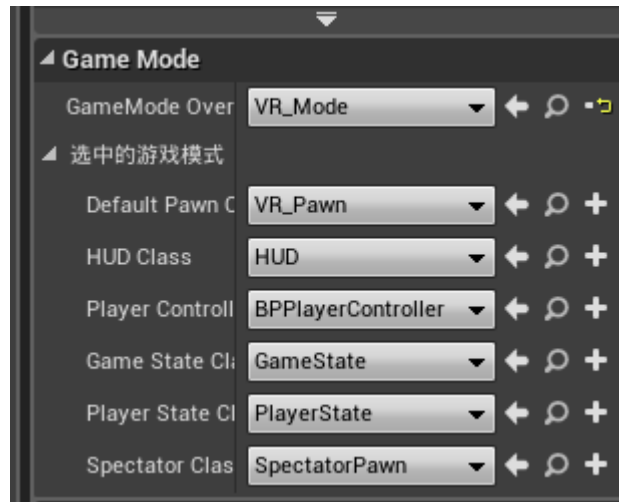 Game Mode
GameMode Over VR_Mode
选中的游戏模式
Default Pawn C VR_Pawn
HUD Class HUD
Player Controll BPPlayerController
Game State Cla GameState
Player State Cl PlayerState
Spectator Clas SpectatorPawn